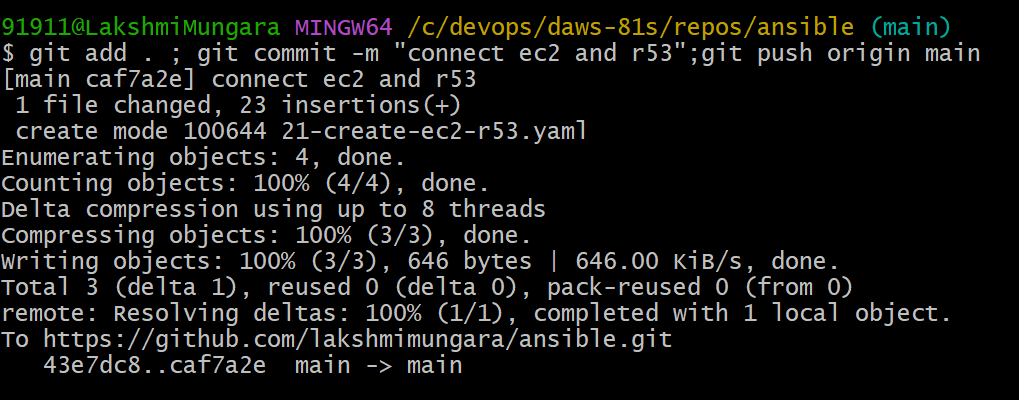 91911@LakshmiMungara MINGW64 /c/devops/daws-81s/repos/ansible (main)
$ git add . ; git commit -m "connect ec2 and r53";git push origin main
[main caf7a2e] connect ec2 and r53
 1 file changed, 23 insertions(+)
 create mode 100644 21-create-ec2-r53.yaml
Enumerating objects: 4, done.
Counting objects: 100% (4/4), done.
Delta compression using up to 8 threads
Compressing objects: 100% (3/3), done.
Writing objects: 100% (3/3), 646 bytes | 646.00 KiB/s, done.
Total 3 (delta 1), reused 0 (delta 0), pack-reused 0 (from 0)
remote: Resolving deltas: 100% (1/1), completed with 1 local object.
To https://github.com/lakshmimungara/ansible.git
   43e7dc8..caf7a2e  main -> main